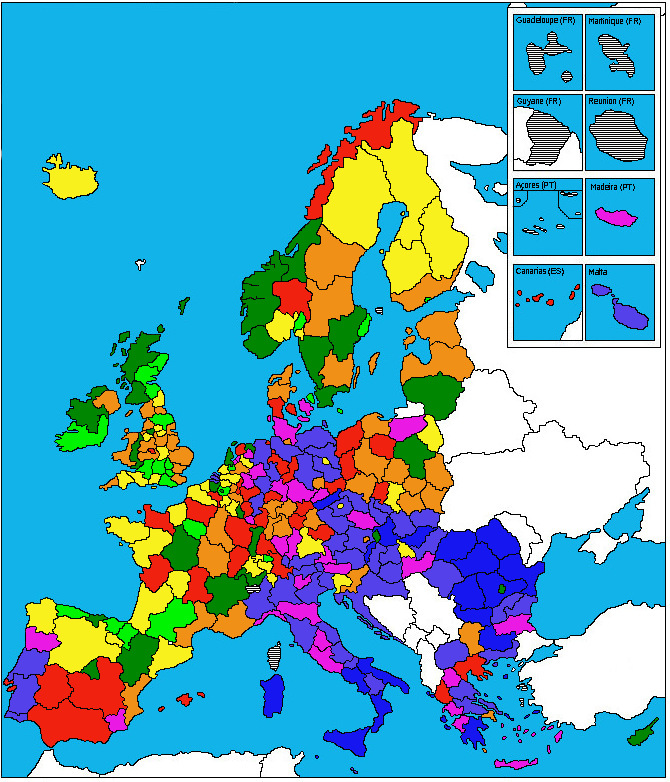 Guadeloupe (FR)
Martinique (FR)
Guyane (FR)
Reunion (FR)
Açores (PT)
Madeira (PT)
Canarias (ES)
Malta